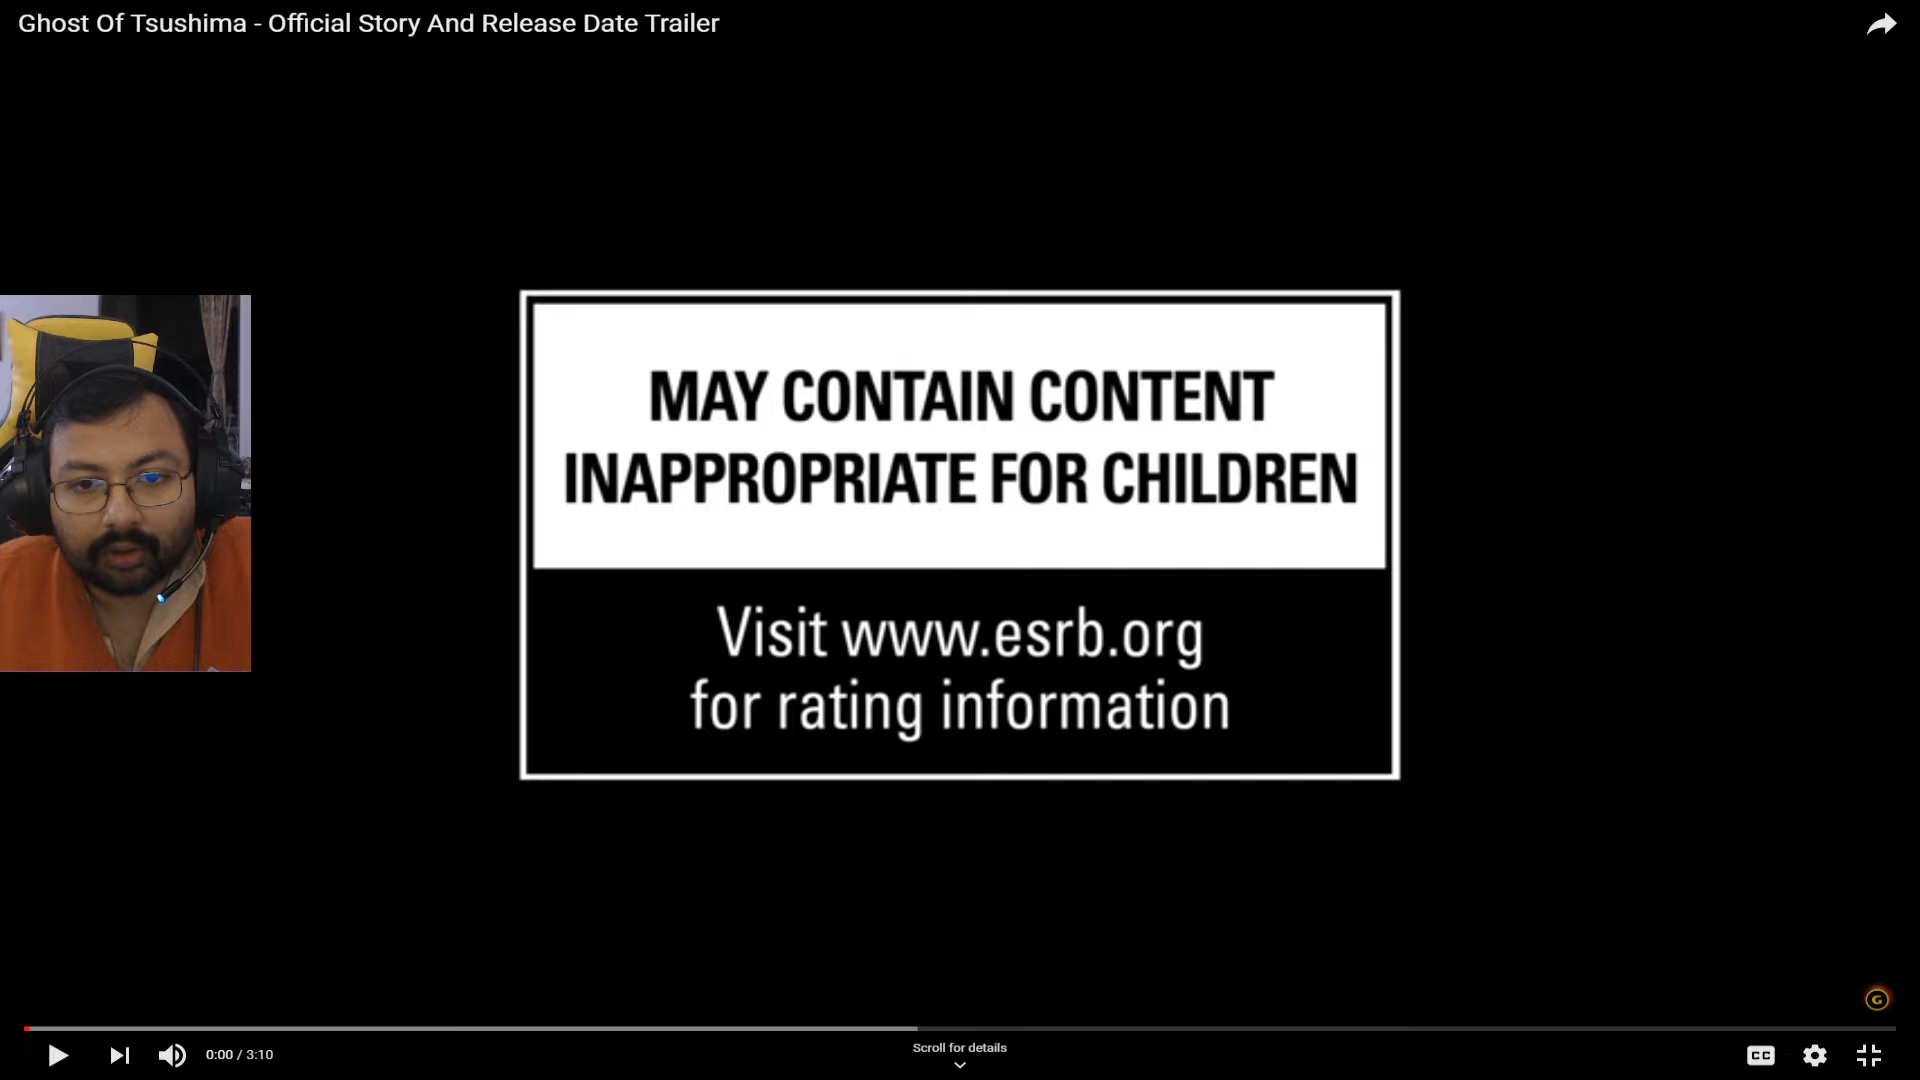 Ghost Of Tsushima - Official Story And Release Date Trailer
MAY CONTAIN CONTENT
INAPPROPRIATE FOR CHILDREN
Visit www.esrb.org
for rating information
G
0:00 / 3:10
Scroll for details
CC